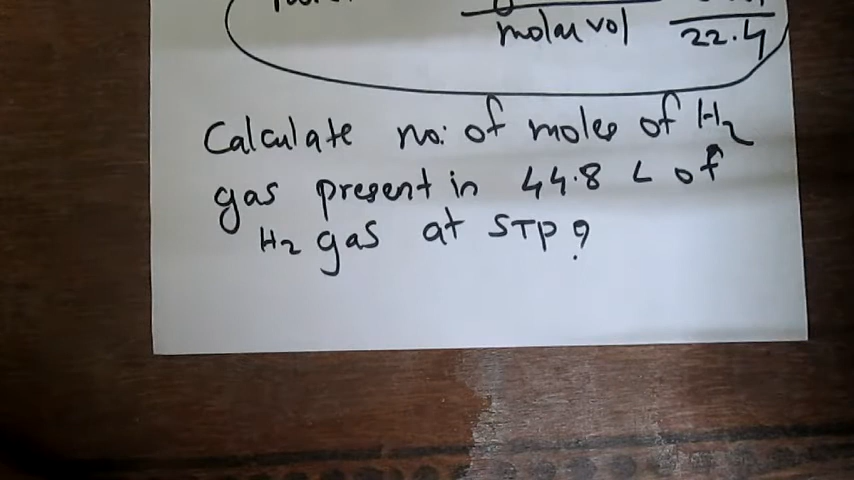 molar vol 22.4
Calculate no: of moles of H2
gas present in 44.8 L of
H2 gas at STP?